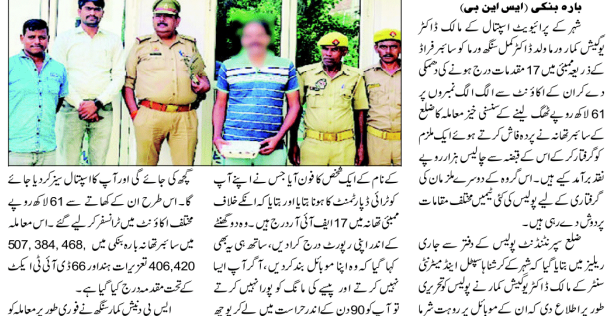 بارہ بنکی (ایس این بی)
شہر کے پرائیویٹ اسپتال کے مالک ڈاکٹر
یوگیش کمار ورما ولد ڈاکٹر کمل سنگھ ورما کو سائبر فراڈ
کے ذریعہ ممبئی میں 17 مقدمات درج ہونے کی دھمکی
دے کر ان کے اکاؤنٹ سے الگ الگ نمبروں پر
61 لاکھ روپے ٹھگ لینے کے سنسنی خیز معاملہ کا ضلع
کے سائبر تھانہ نے پردہ فاش کرتے ہوئے ایک ملزم
کو گرفتار کر کے اس کے قبضہ سے چالیس ہزار روپے
نقد برآمد کیے ہیں۔ اس گروہ کے دوسرے ملزمان کی
گرفتاری کے لیے پولیس کی کئی ٹیمیں مختلف مقامات
پر دوش دے رہی ہیں۔
ضلع سپرنٹنڈنٹ پولیس کے دفتر سے جاری
ریلیز میں بتایا گیا کہ شہر کے کرشنا ہاسپٹل اینڈ میٹرنٹی
سنٹر کے مالک ڈاکٹر یوگیش کمار نے پولیس کو تحریری
طور پر اطلاع دی کہ ان کے موبائل پر روہت شرما
کے نام کے ایک شخص کا فون آیا جس نے اپنے آپ
کو ٹرائی ڈپارٹمنٹ کا ہونا بتایا اور بتایا کہ انکے خلاف
ممبئی تھانہ میں 17 ایف آئی آر درج ہیں۔ وہ دو گھنٹے
کے اندر اپنی رپورٹ درج کرا دیں، ساتھ ہی یہ بھی
کہا گیا کہ وہ اپنا موبائل بند کر دیں، اگر آپ ایسا
نہیں کرتے اور پیسے کی مانگ کو پورا نہیں کرتے
تو آپ کو 90 دن کے اندر حراست میں لے کر پوچھ
گچھ کی جائے گی اور آپ کا اسپتال سیز کر دیا جائے
گا۔ اس طرح ان کے کھاتے سے 61 لاکھ روپے
مختلف اکاؤنٹ میں ٹرانسفر کر لیے گئے۔ اس معاملہ
میں سائبر تھانہ بارہ بنکی میں 507, 384, 468,
406,420 تعزیرات ہند اور 66 ڈی آئی ٹی ایکٹ
کے تحت مقدمہ درج کیا گیا ہے۔
ایس پی دنیش کمار سنگھ نے فوری طور پر معاملہ کو